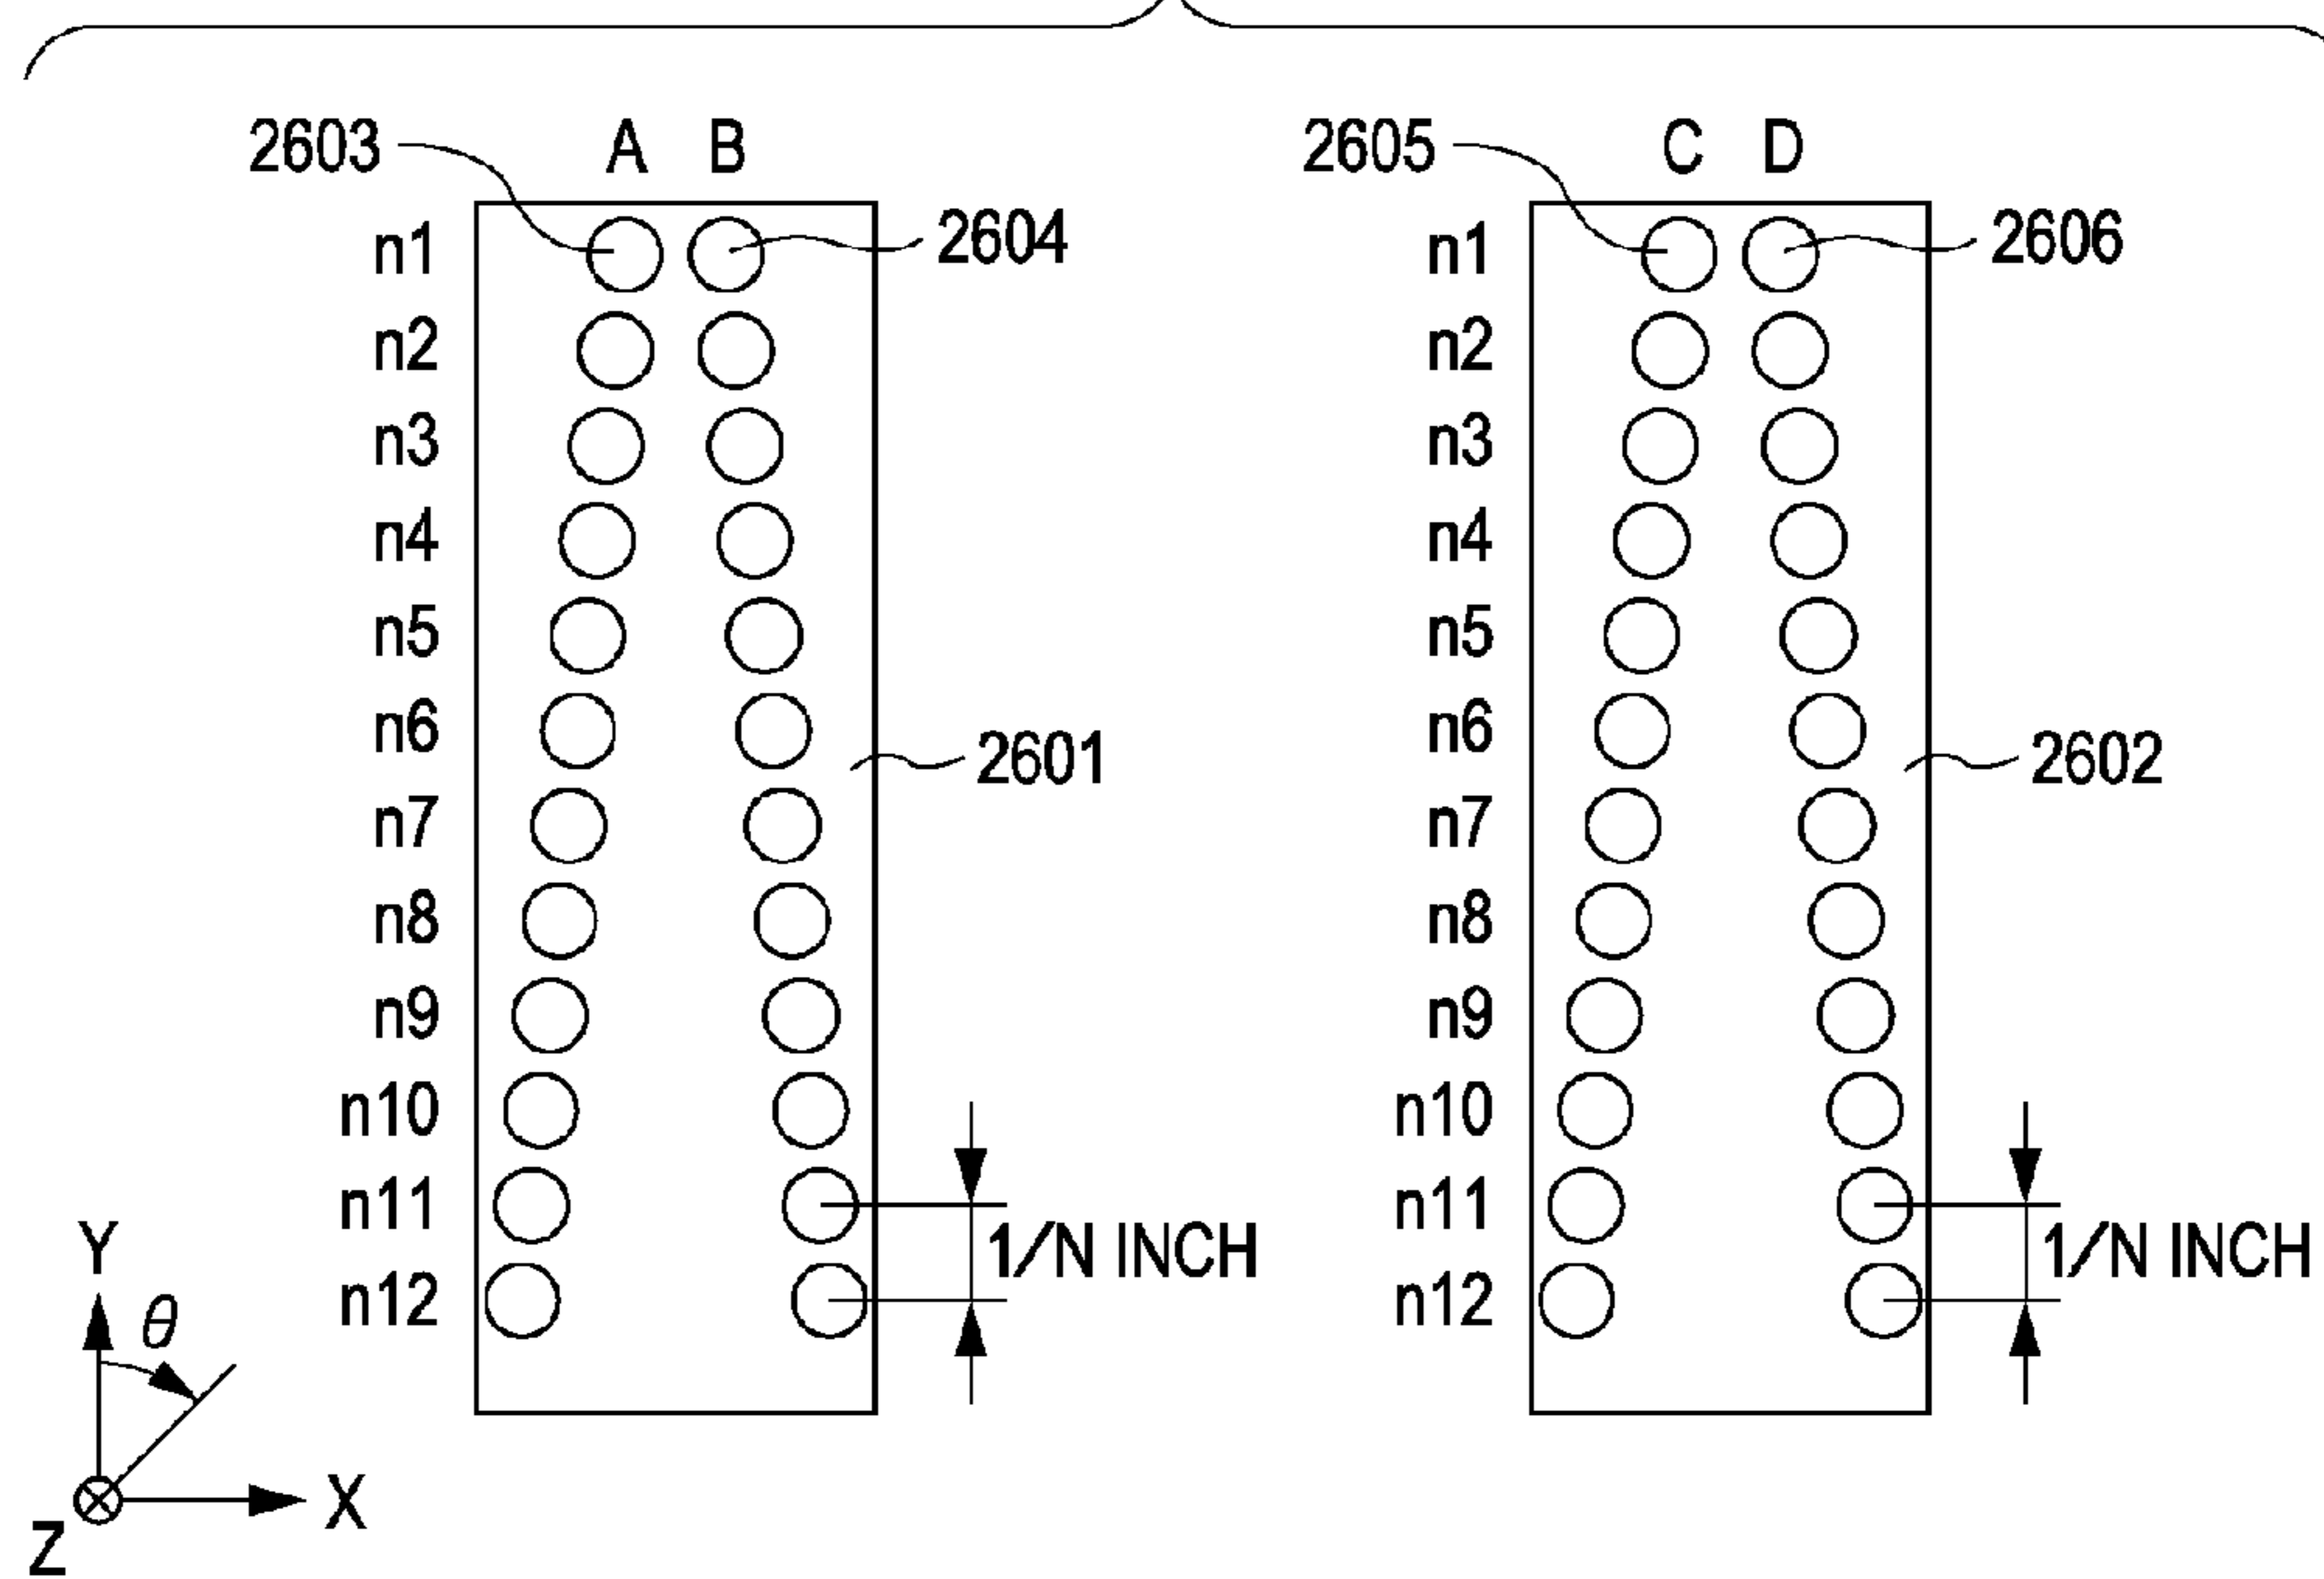 2603 A B 2605 C D
n1 2604 n1 2606
n2 n2
n3 n3
n4 n4
n5 n5
n6 n6
2601 2602
n7 n7
n8 n8
n9 n9
n10 n10
n11 n11
1/N INCH 1/N INCH
n12 n12
Y
θ
X
Z